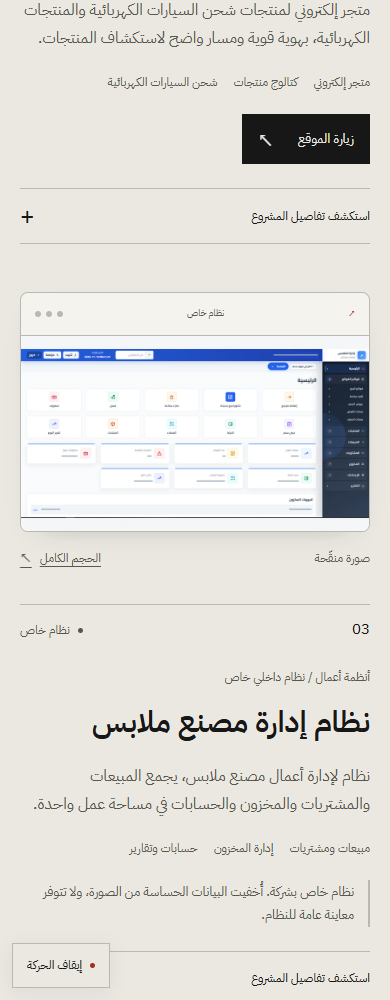 متجر إلكتروني لمنتجات شحن السيارات الكهربائية والمنتجات
الكهربائية، بهوية قوية ومسار واضح لاستكشاف المنتجات.
متجر إلكتروني كتالوج منتجات شحن السيارات الكهربائية
زيارة الموقع ↖
استكشف تفاصيل المشروع +
نظام خاص
الرئيسية
صورة منقّحة
الحجم الكامل ↖
03
نظام خاص
أنظمة أعمال / نظام داخلي خاص
نظام إدارة مصنع ملابس
نظام لإدارة أعمال مصنع ملابس، يجمع المبيعات
والمشتريات والمخزون والحسابات في مساحة عمل واحدة.
مبيعات ومشتريات إدارة المخزون حسابات وتقارير
نظام خاص بشركة. أُخفيت البيانات الحساسة من الصورة، ولا تتوفر
معاينة عامة للنظام.
إيقاف الحركة
استكشف تفاصيل المشروع